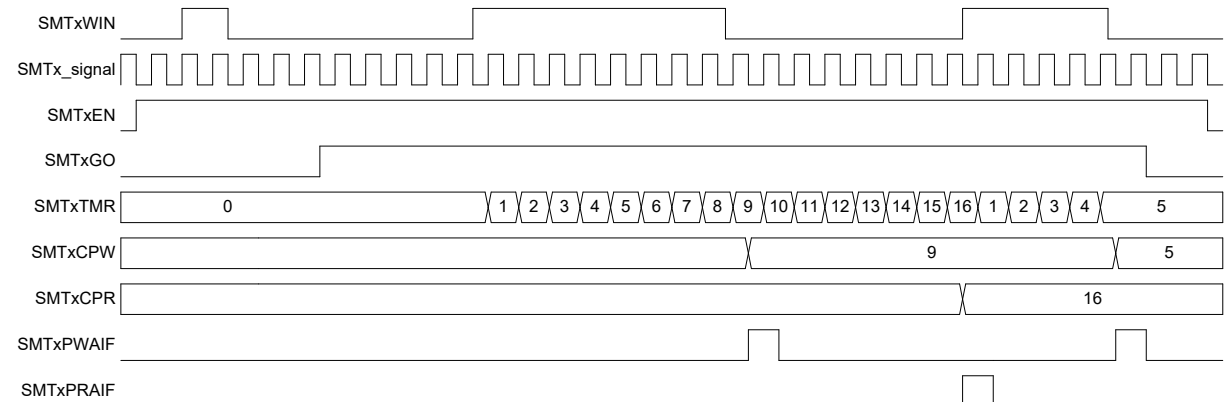 SMTxWIN
SMTx_signal
SMTxEN
SMTxGO
SMTxTMR 0 1 2 3 4 5 6 7 8 9 10 11 12 13 14 15 16 1 2 3 4 5
SMTxCPW 9 5
SMTxCPR 16
SMTxPWAIF
SMTxPRAIF